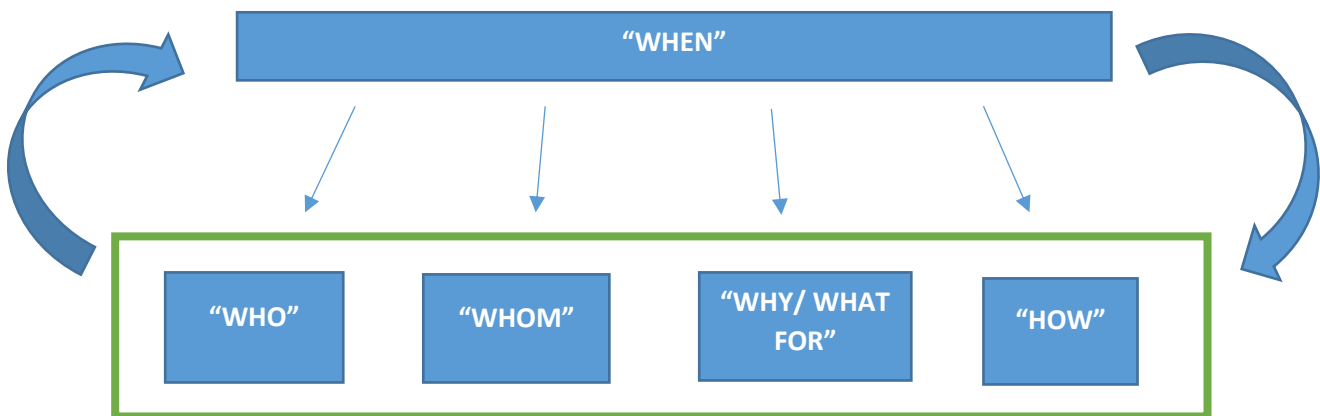 “WHEN”
“WHO”
“WHOM”
“WHY/ WHAT
FOR”
“HOW”